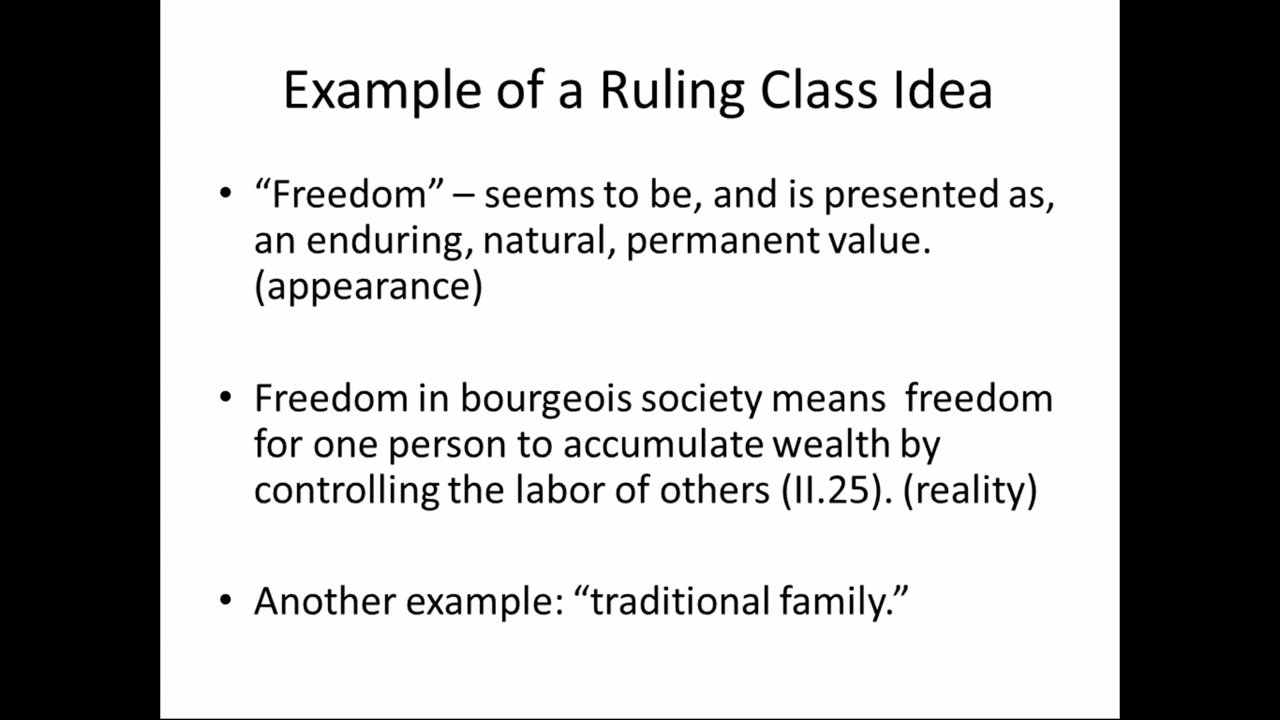 Example of a Ruling Class Idea
• “Freedom” – seems to be, and is presented as,
an enduring, natural, permanent value.
(appearance)
• Freedom in bourgeois society means  freedom
for one person to accumulate wealth by
controlling the labor of others (II.25). (reality)
• Another example: “traditional family.”